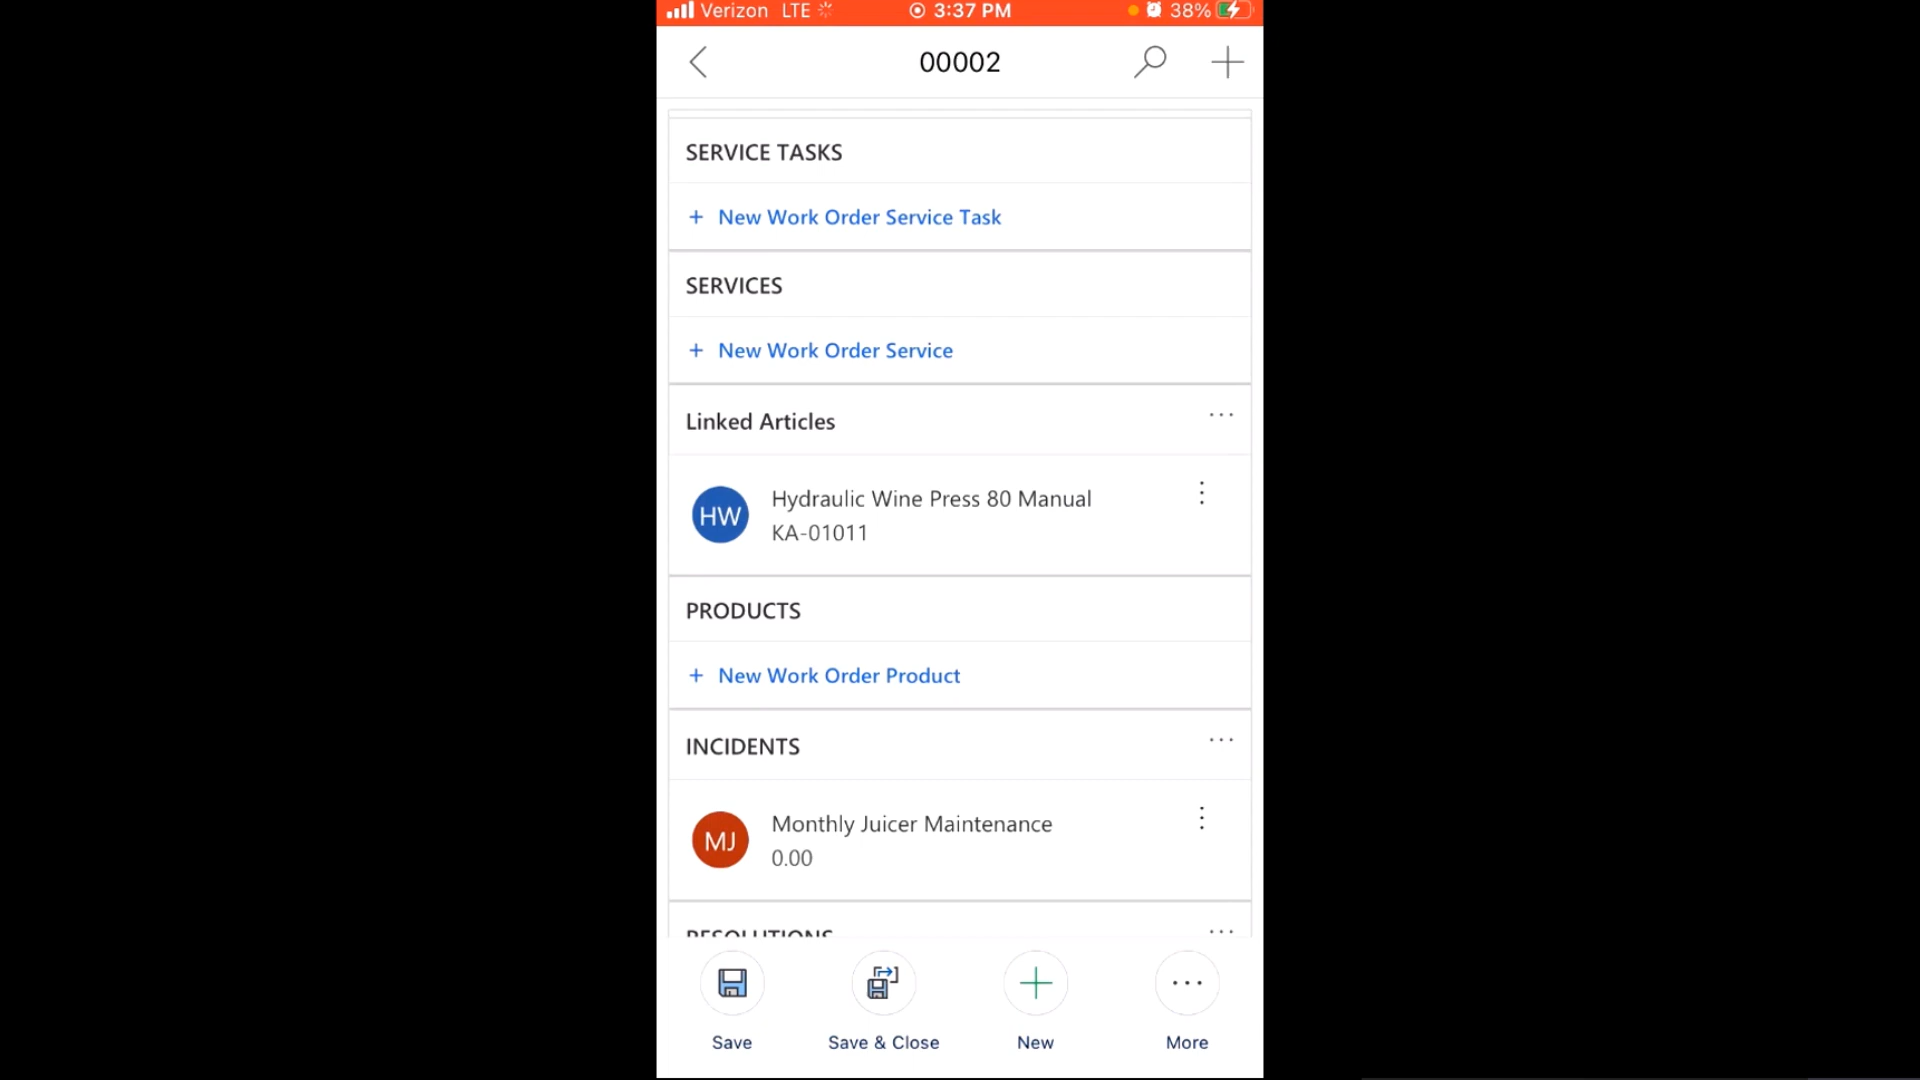 Verizon LTE 3:37 PM 38%
00002
SERVICE TASKS
+ New Work Order Service Task
SERVICES
+ New Work Order Service
Linked Articles ...
HW Hydraulic Wine Press 80 Manual
KA-01011
PRODUCTS
+ New Work Order Product
INCIDENTS ...
MJ Monthly Juicer Maintenance
0.00
RESOLUTIONS ...
Save Save & Close New More